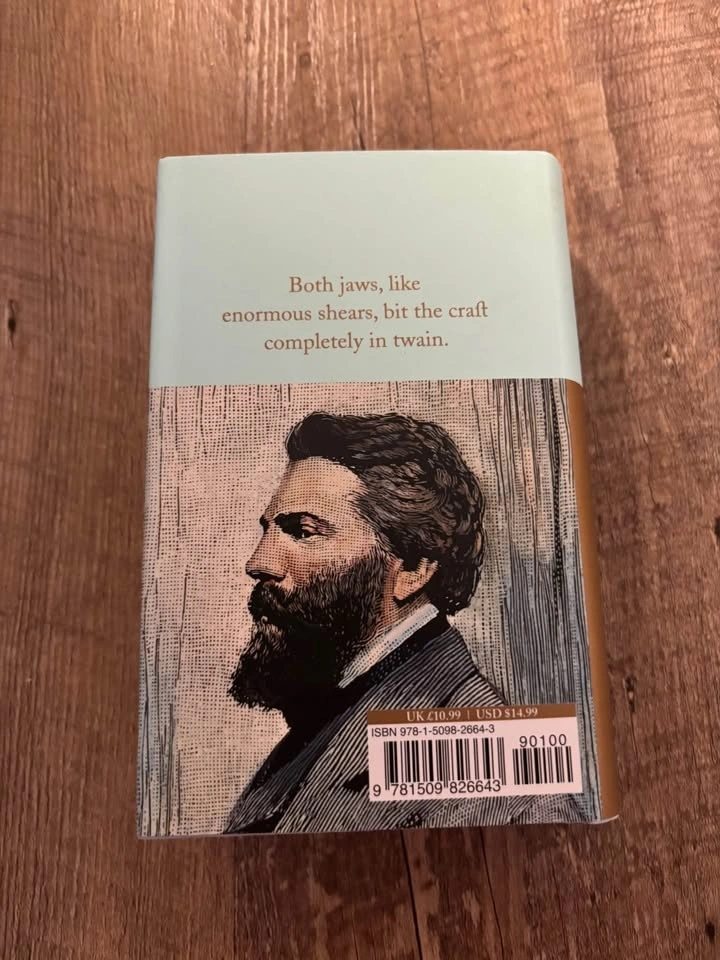 Both jaws, like
enormous shears, bit the craft
completely in twain.
UK £10.99 | USD $14.99
ISBN 978-1-5098-2664-3
90100
9 781509 826643